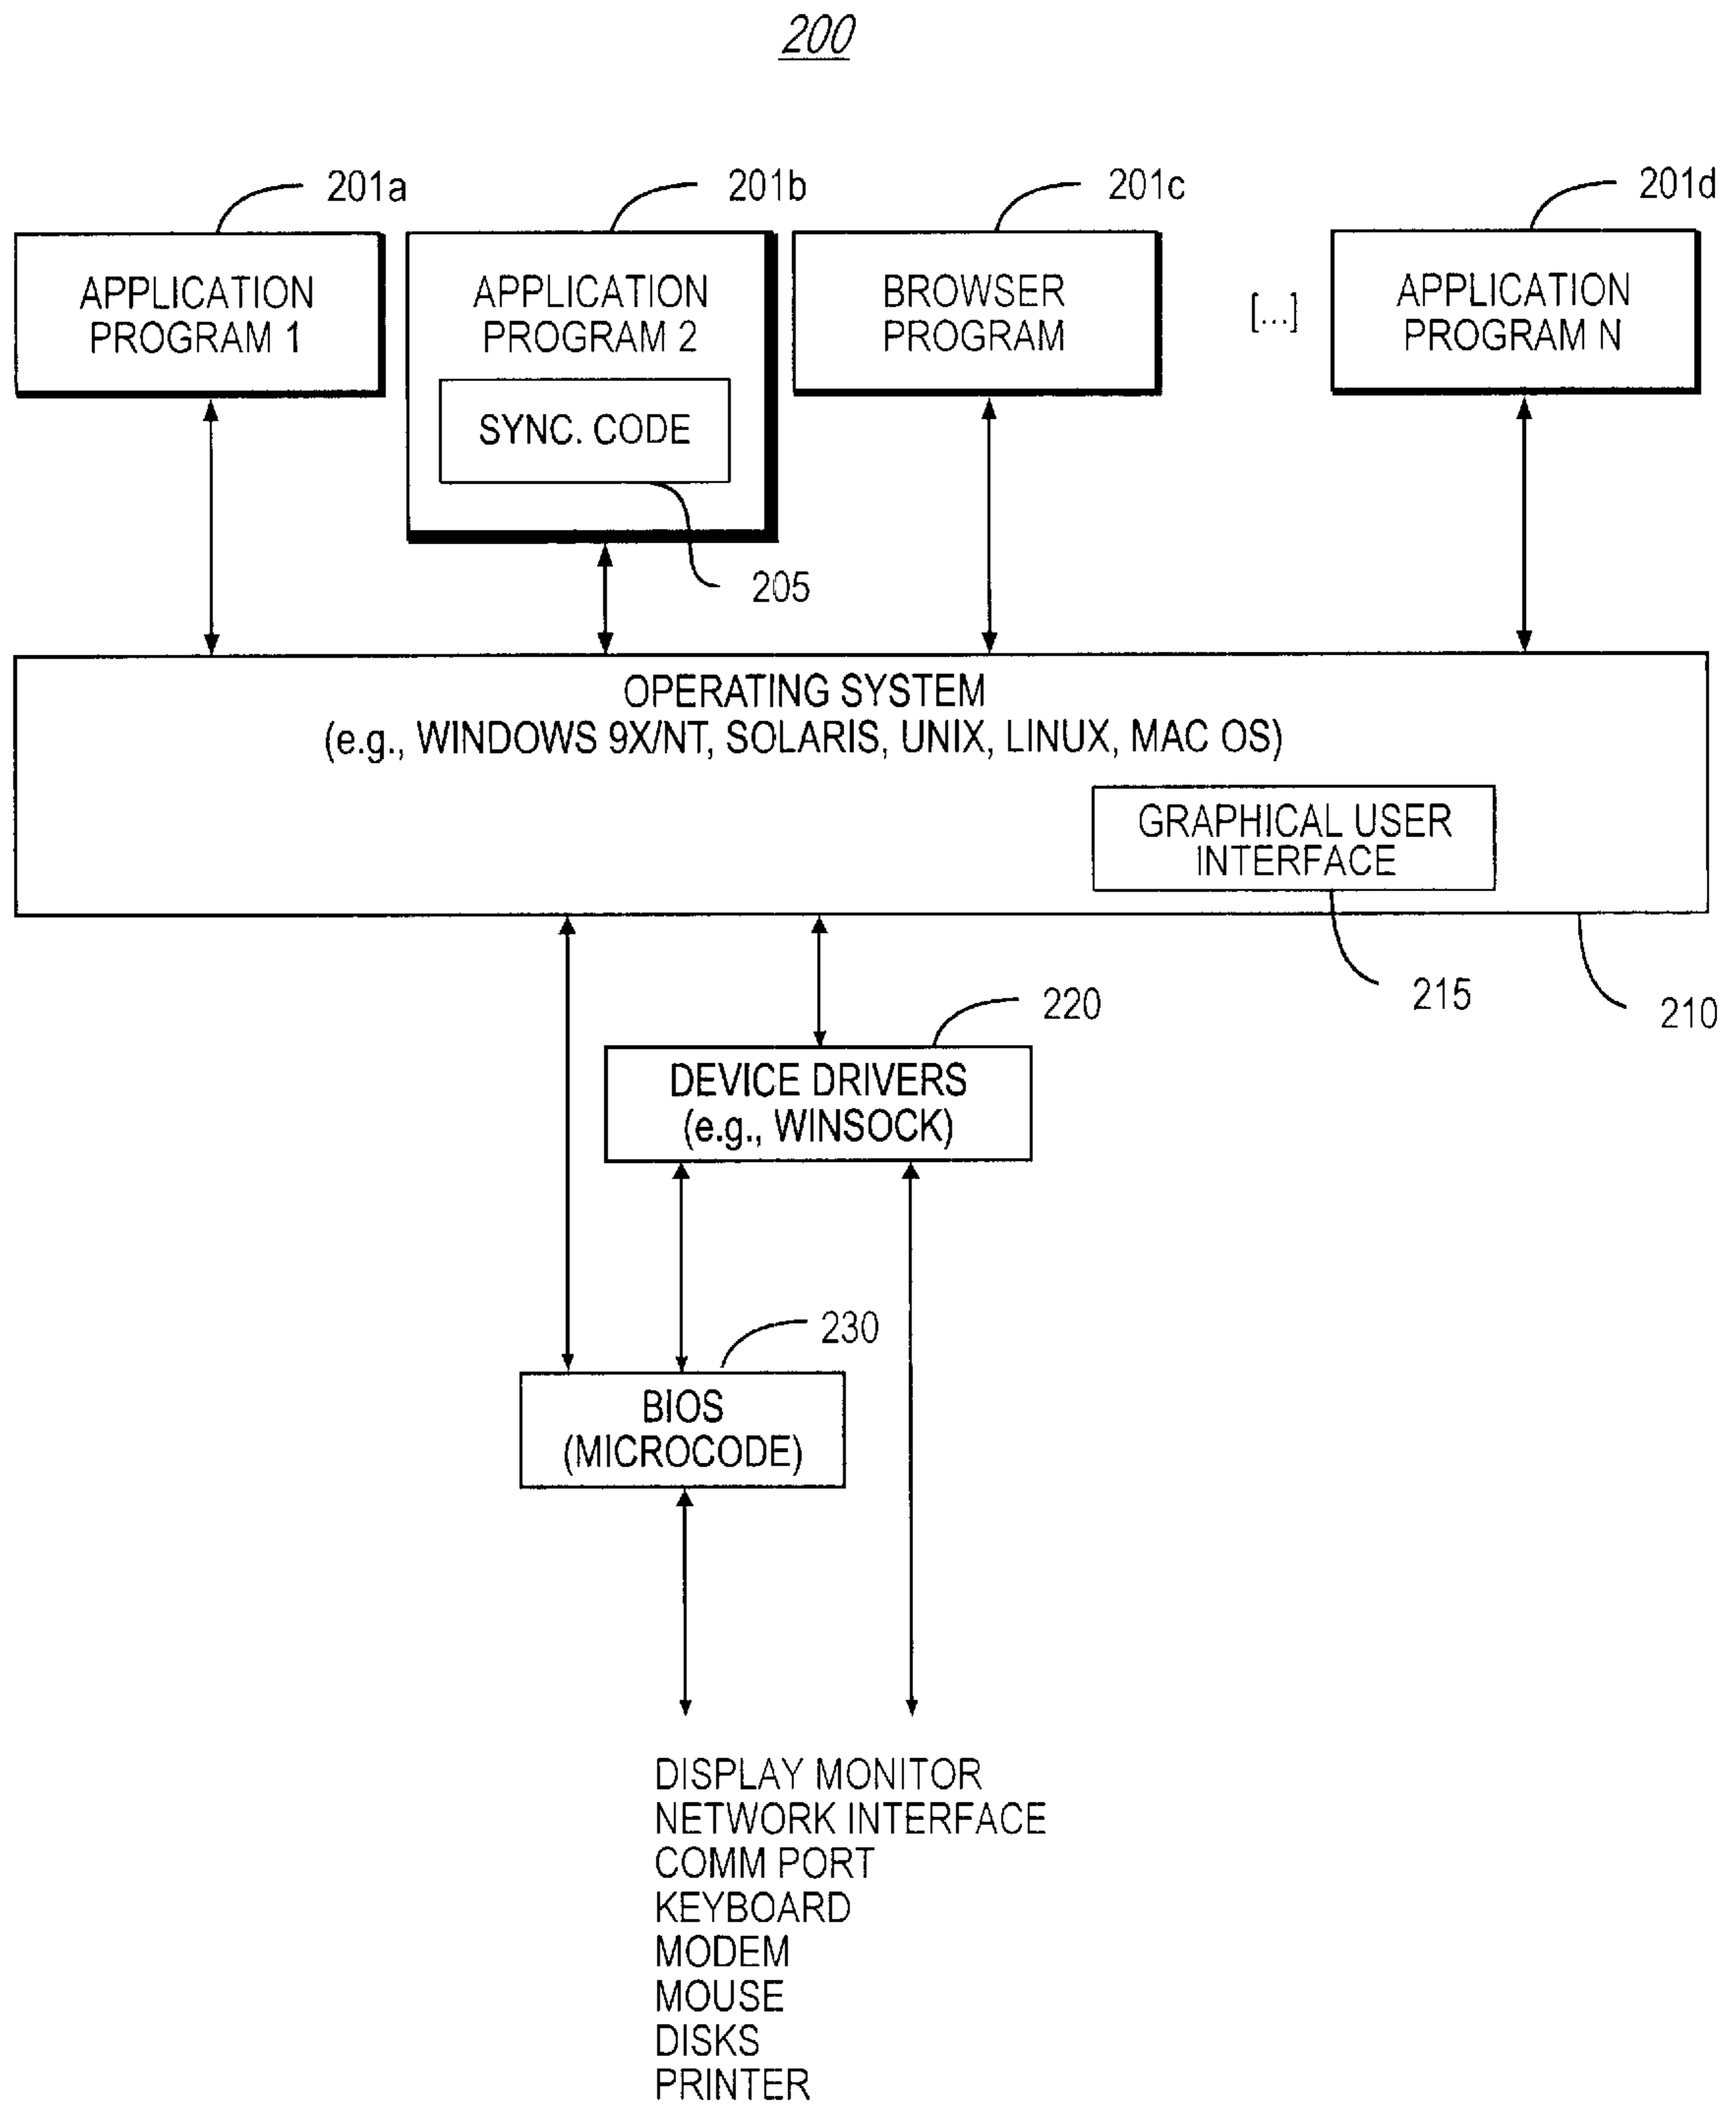 200
201a
201b
201c
201d
APPLICATION
PROGRAM 1
APPLICATION
PROGRAM 2
SYNC. CODE
205
BROWSER
PROGRAM
[...]
APPLICATION
PROGRAM N
OPERATING SYSTEM
(e.g., WINDOWS 9X/NT, SOLARIS, UNIX, LINUX, MAC OS)
GRAPHICAL USER
INTERFACE
215
210
220
DEVICE DRIVERS
(e.g., WINSOCK)
230
BIOS
(MICROCODE)
DISPLAY MONITOR
NETWORK INTERFACE
COMM PORT
KEYBOARD
MODEM
MOUSE
DISKS
PRINTER